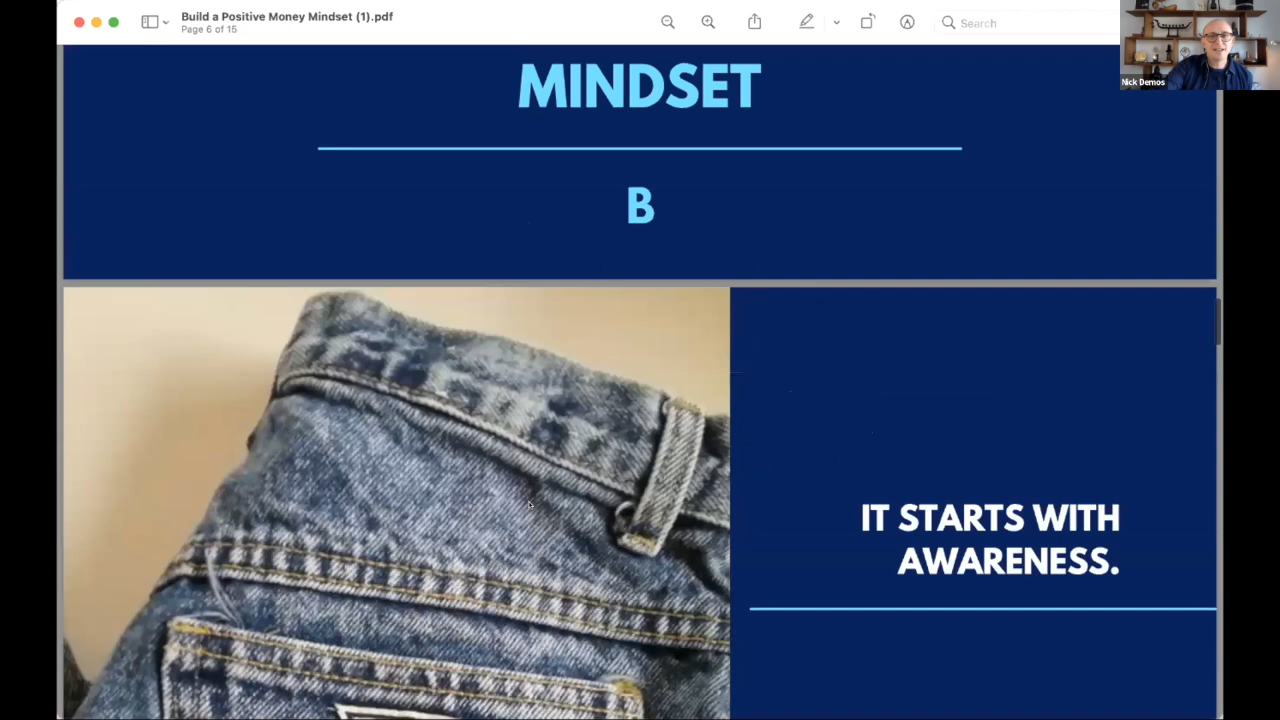 Build a Positive Money Mindset (1).pdf
Page 6 of 15
Search
Nick Demos
MINDSET
B
IT STARTS WITH
AWARENESS.